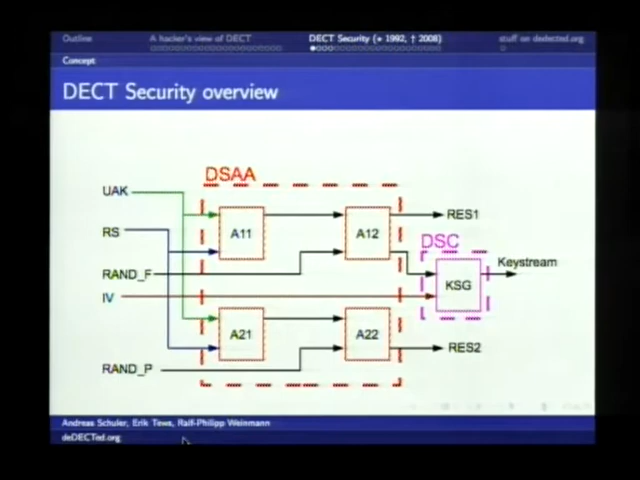 Outline
A hacker's view of DECT
DECT Security (* 1992, † 2008)
stuff on dedected.org
Concept
DECT Security overview
DSAA
UAK
RS
RAND_F
IV
RAND_P
A11
A12
A21
A22
RES1
DSC
KSG
Keystream
RES2
Andreas Schuler, Erik Tews, Ralf-Philipp Weinmann
deDECTed.org